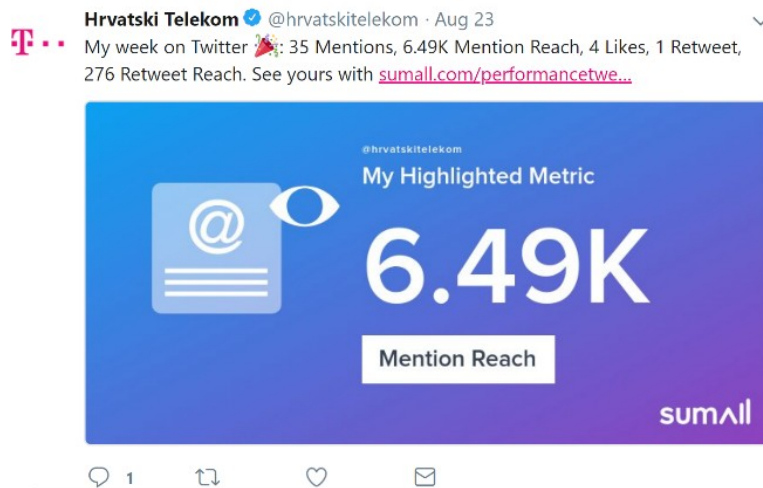 Hrvatski Telekom @hrvatskitelekom · Aug 23
My week on Twitter 🎉: 35 Mentions, 6.49K Mention Reach, 4 Likes, 1 Retweet,
276 Retweet Reach. See yours with sumall.com/performancetwe...
@hrvatskitelekom
My Highlighted Metric
@
6.49K
Mention Reach
sumall
1